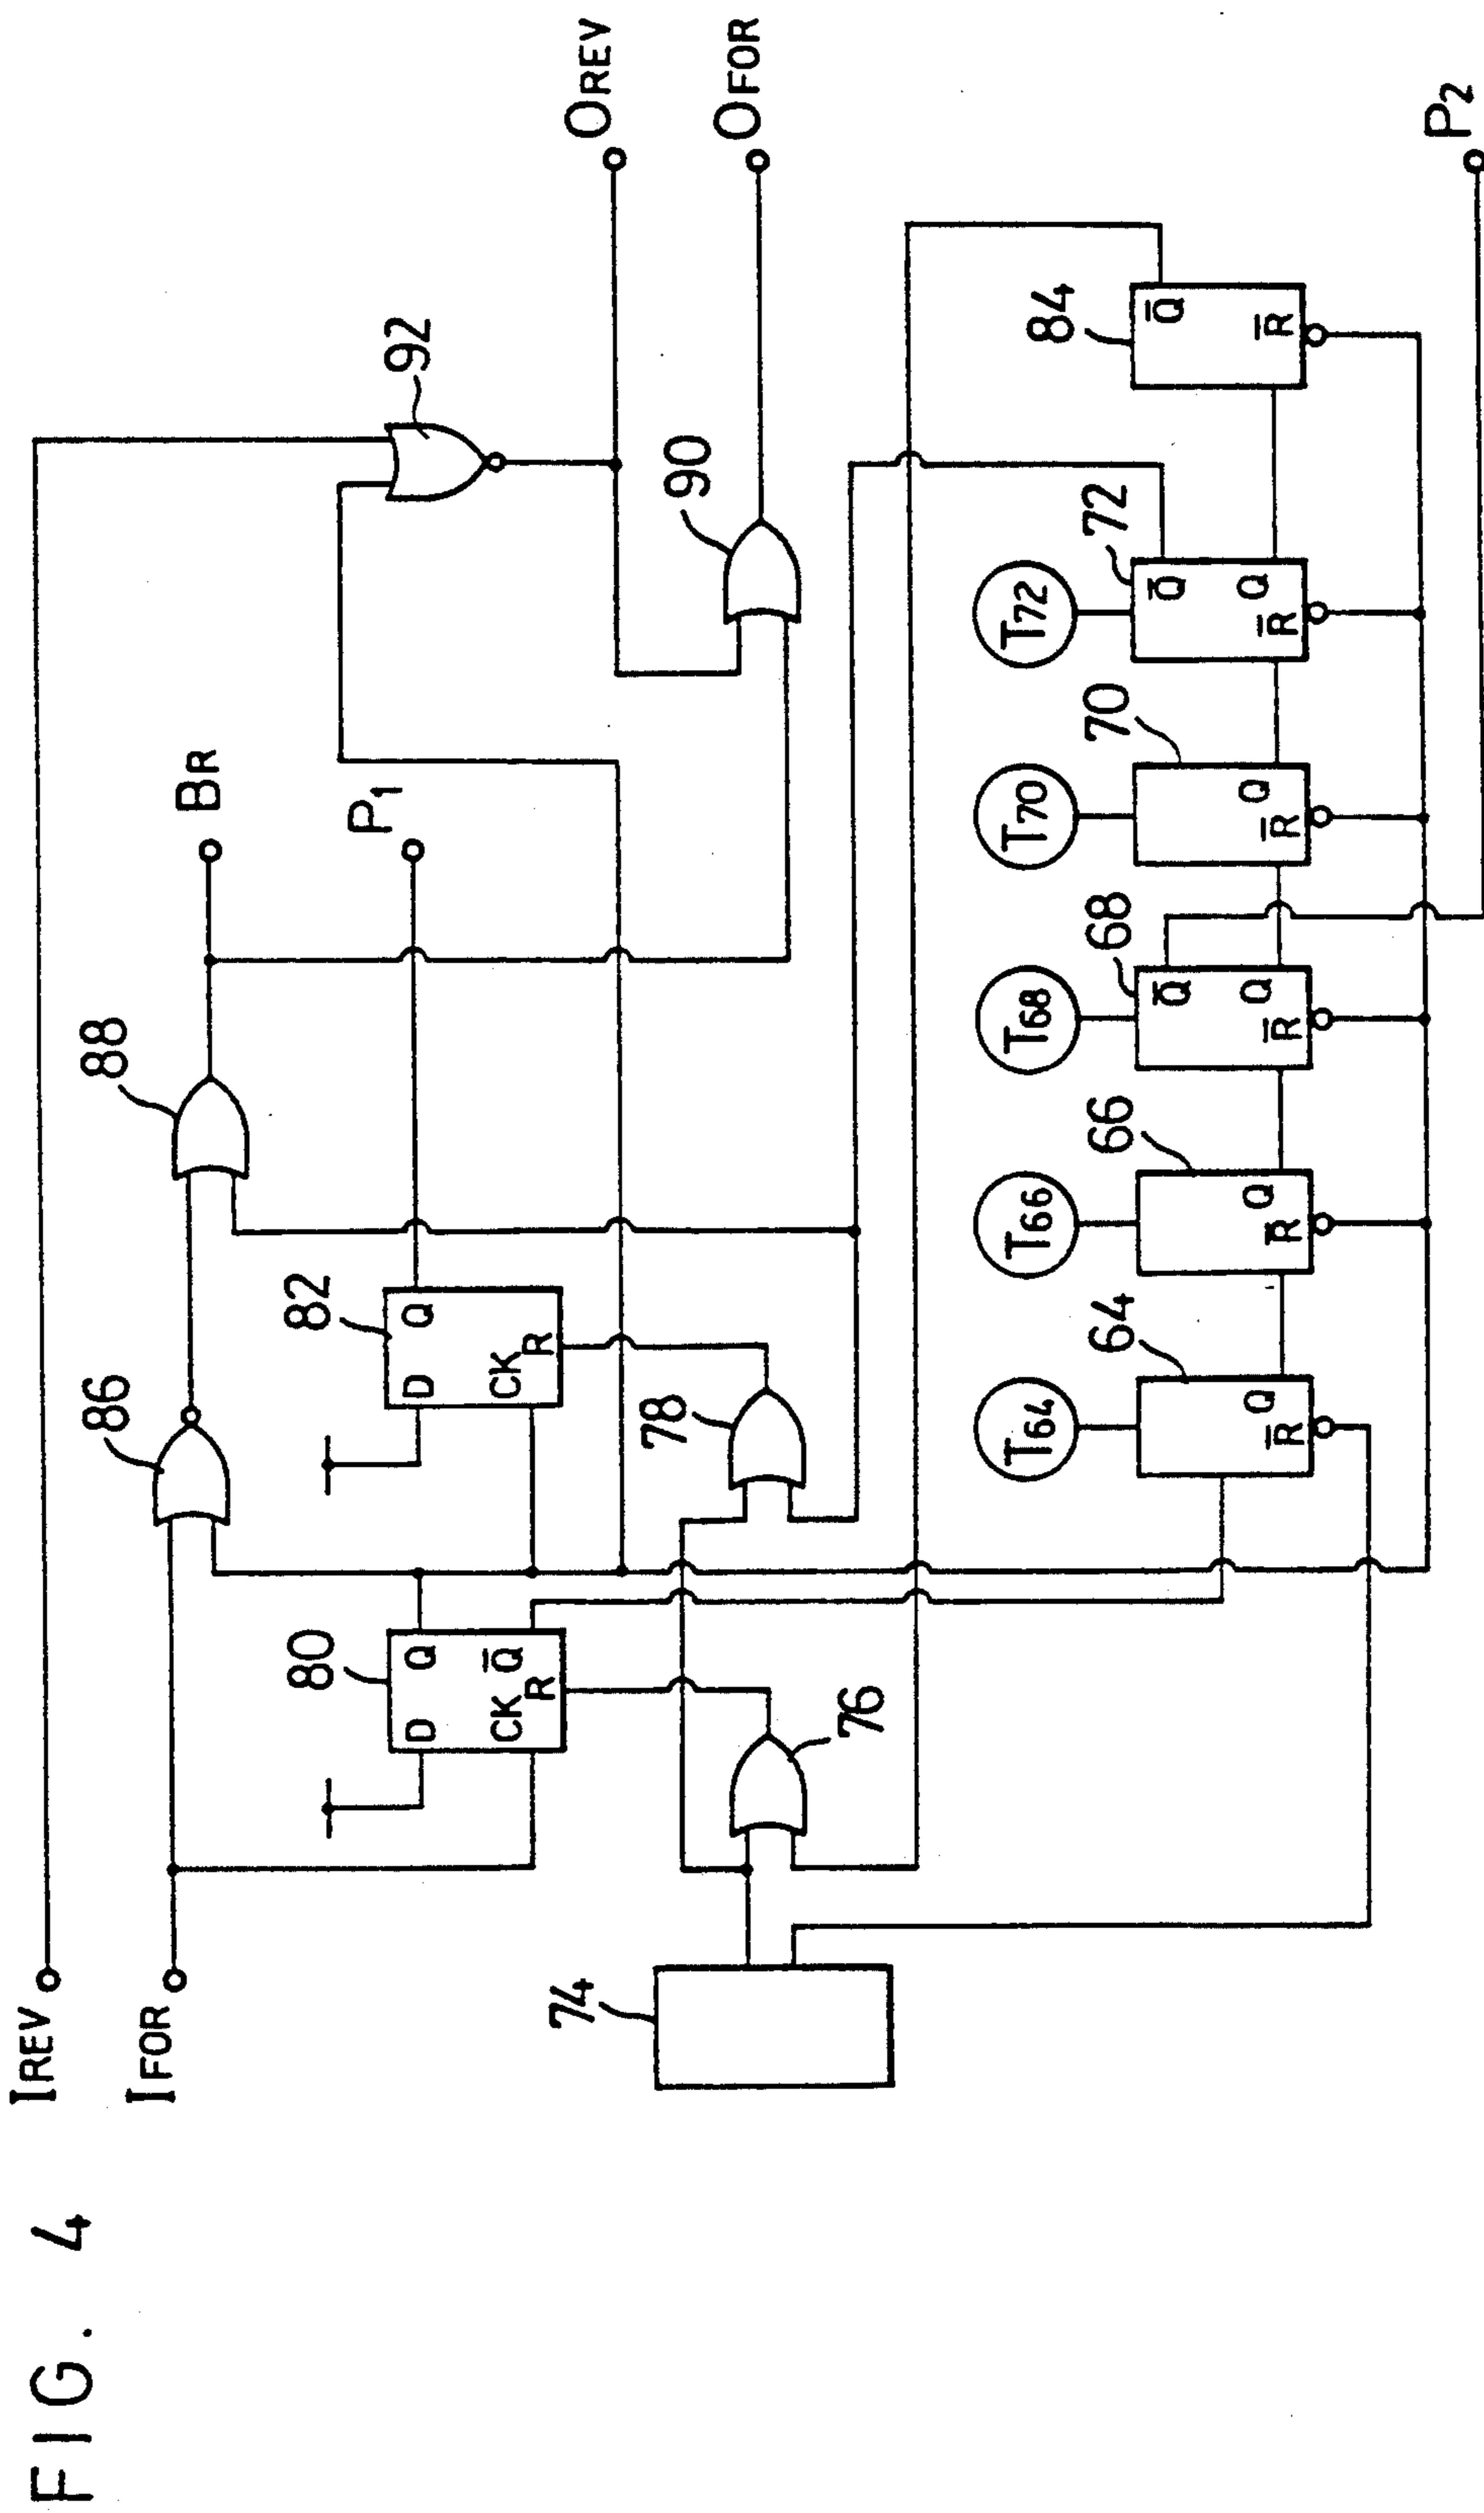 FIG. 4
IREV
IFOR
74
76
78
80
D Q
CK Q̅
R
82
D Q
CK
R
86
88
BR
P1
92
90
OREV
OFOR
T64
64
Q
R̅
T66
66
Q
R̅
T68
68
Q̅
Q
R̅
T70
70
Q
R̅
T72
72
Q̅
Q
R̅
84
Q̅
R̅
P2